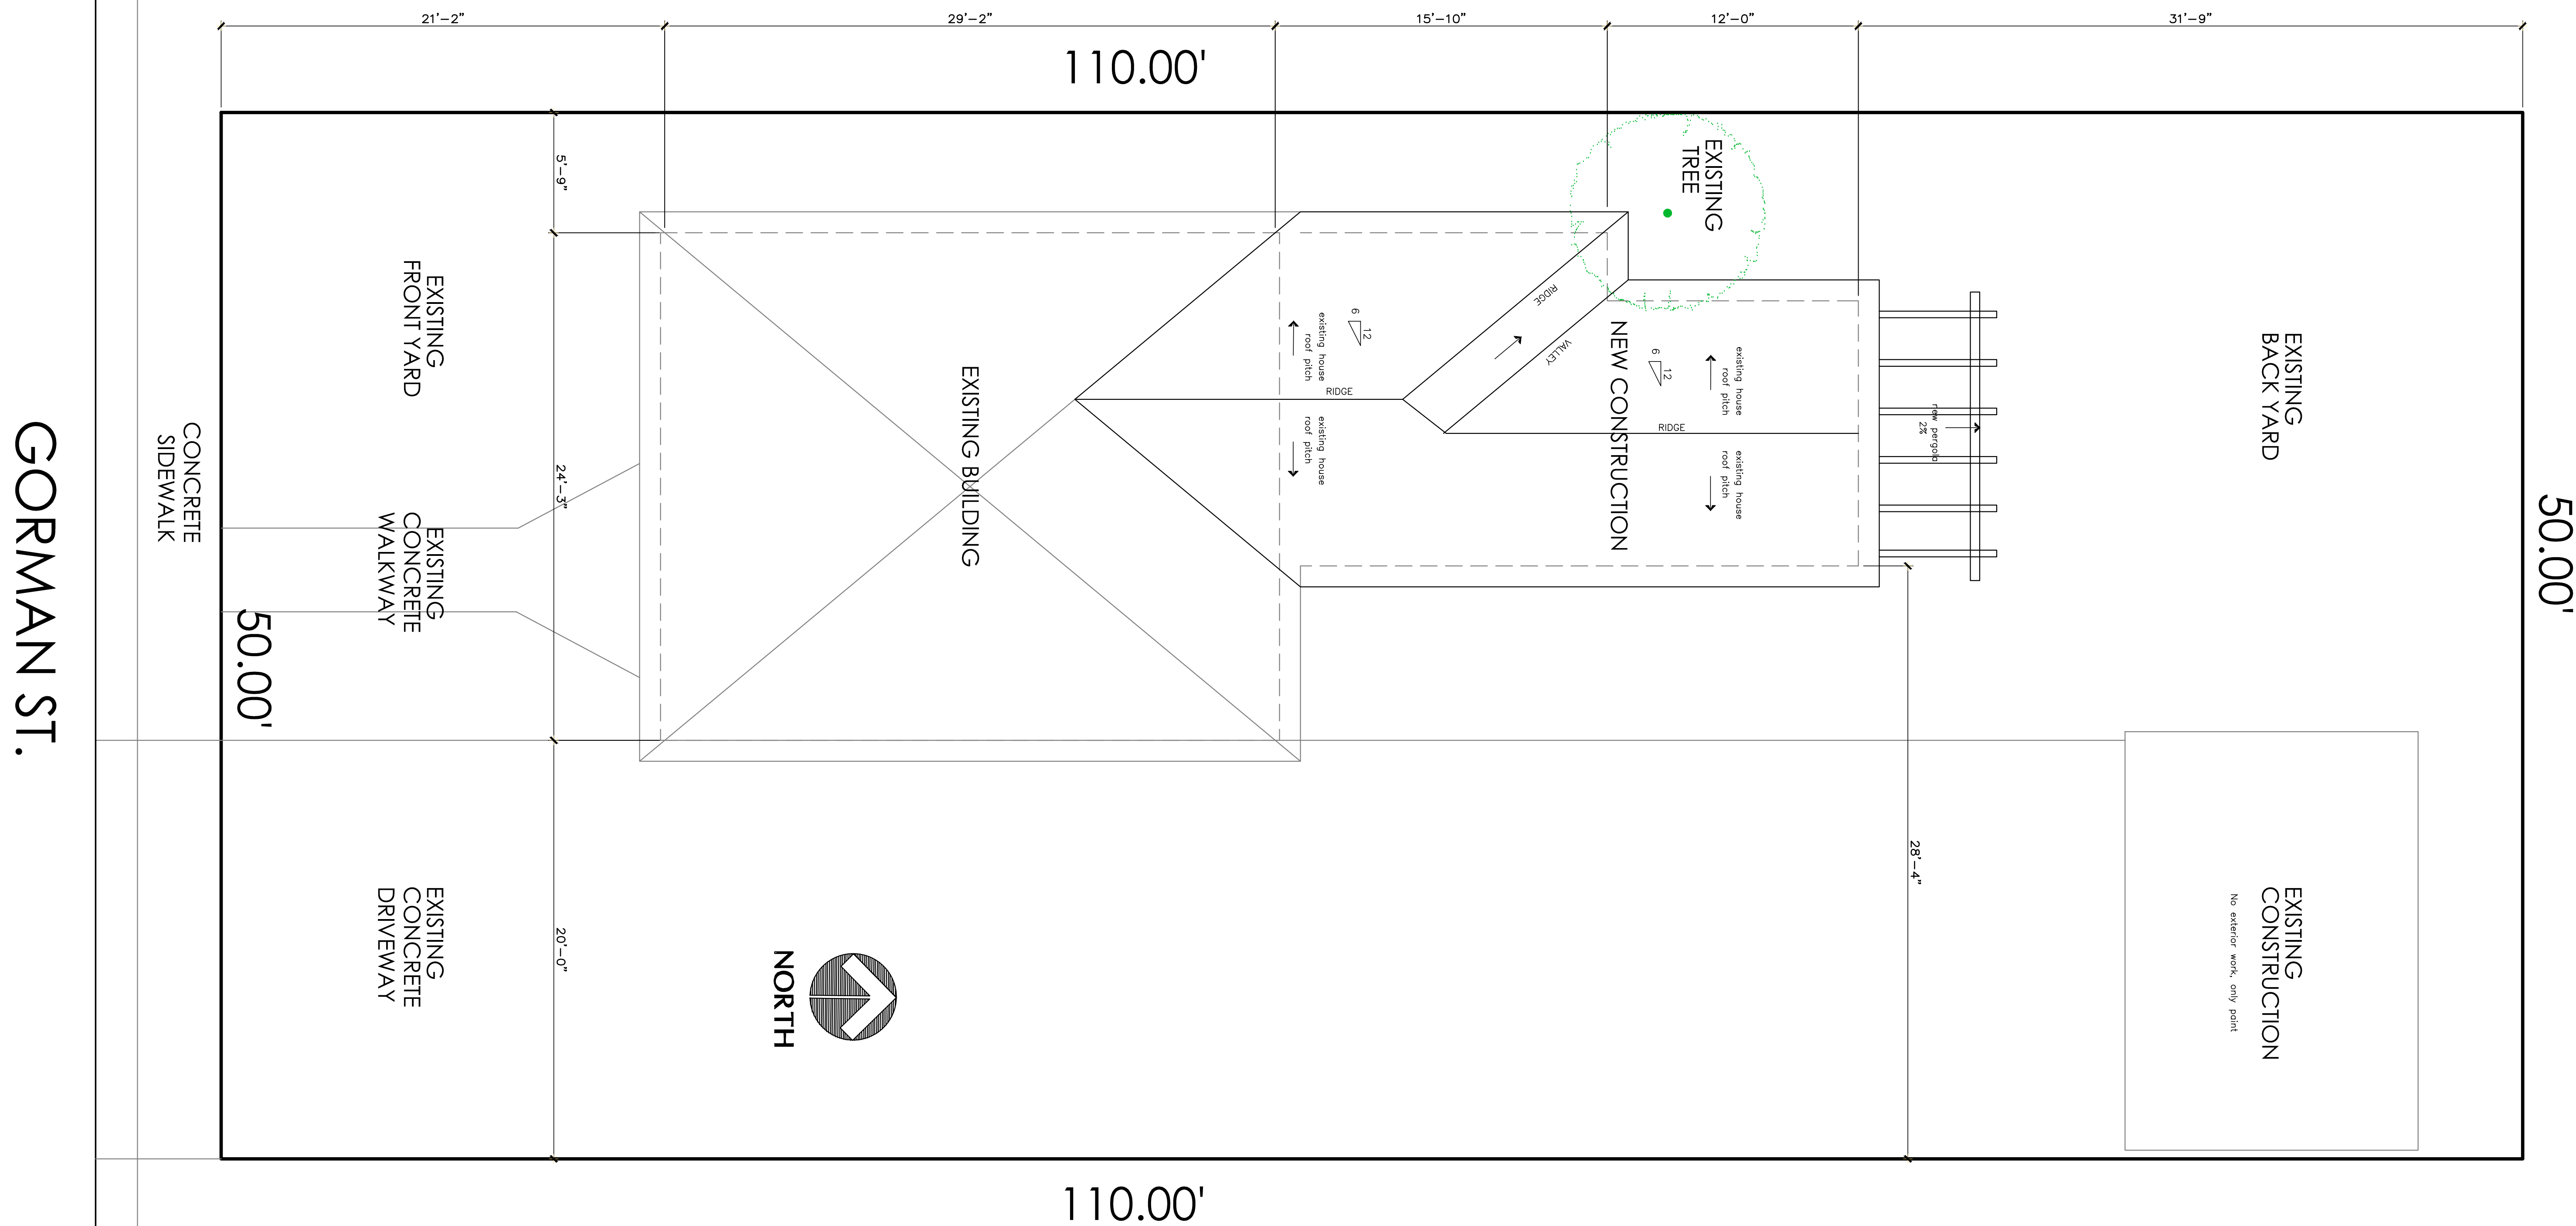 21'-2"
29'-2"
15'-10"
12'-0"
31'-9"
110.00'
5'-9"
24'-3"
20'-0"
28'-4"
EXISTING
TREE
EXISTING
FRONT YARD
EXISTING BUILDING
6
12
existing house
roof pitch
existing house
roof pitch
RIDGE
RIDGE
VALLEY
NEW CONSTRUCTION
6
12
existing house
roof pitch
existing house
roof pitch
RIDGE
new pergola
2%
EXISTING
BACK YARD
50.00'
GORMAN ST.
CONCRETE
SIDEWALK
EXISTING
CONCRETE
WALKWAY
50.00'
EXISTING
CONCRETE
DRIVEWAY
NORTH
EXISTING
CONSTRUCTION
No exterior work, only paint
110.00'